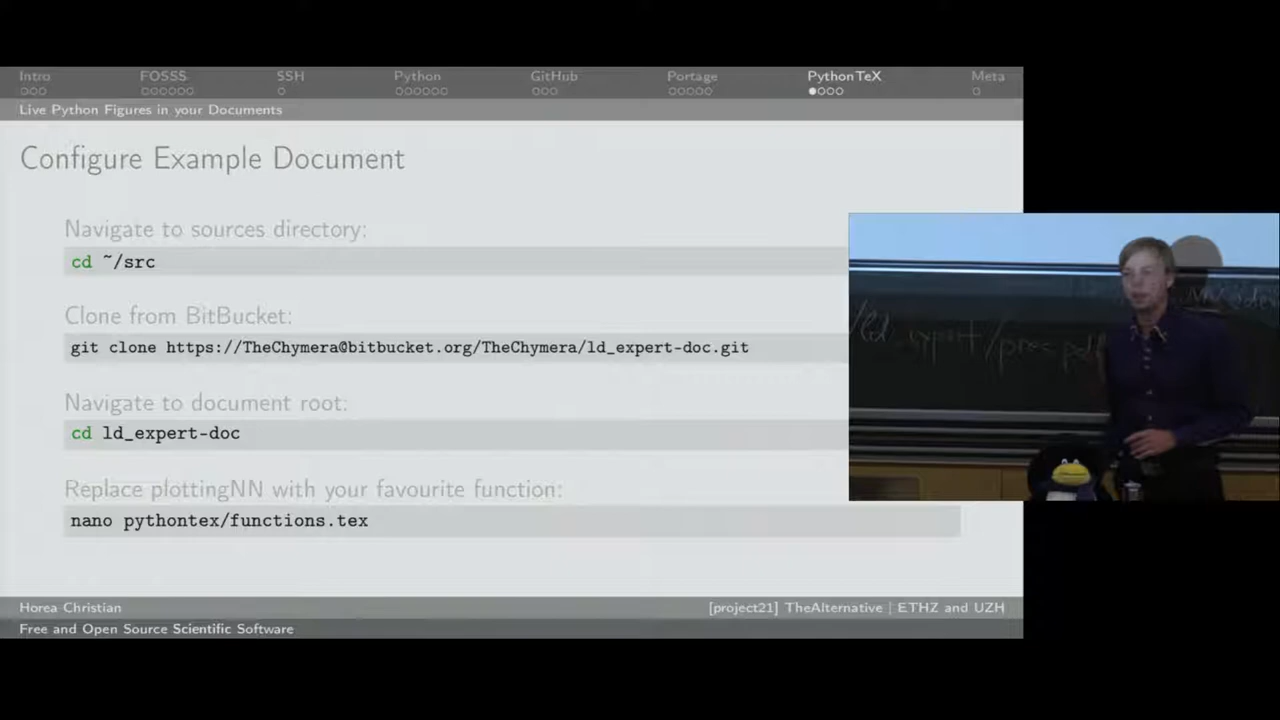 Intro FOSSS SSH Python GitHub Portage PythonTeX Meta
Live Python Figures in your Documents
Configure Example Document
Navigate to sources directory:
cd ~/src
Clone from BitBucket:
git clone https://TheChymera@bitbucket.org/TheChymera/ld_expert-doc.git
Navigate to document root:
cd ld_expert-doc
Replace plottingNN with your favourite function:
nano pythontex/functions.tex
Horea Christian [project21] TheAlternative | ETHZ and UZH
Free and Open Source Scientific Software